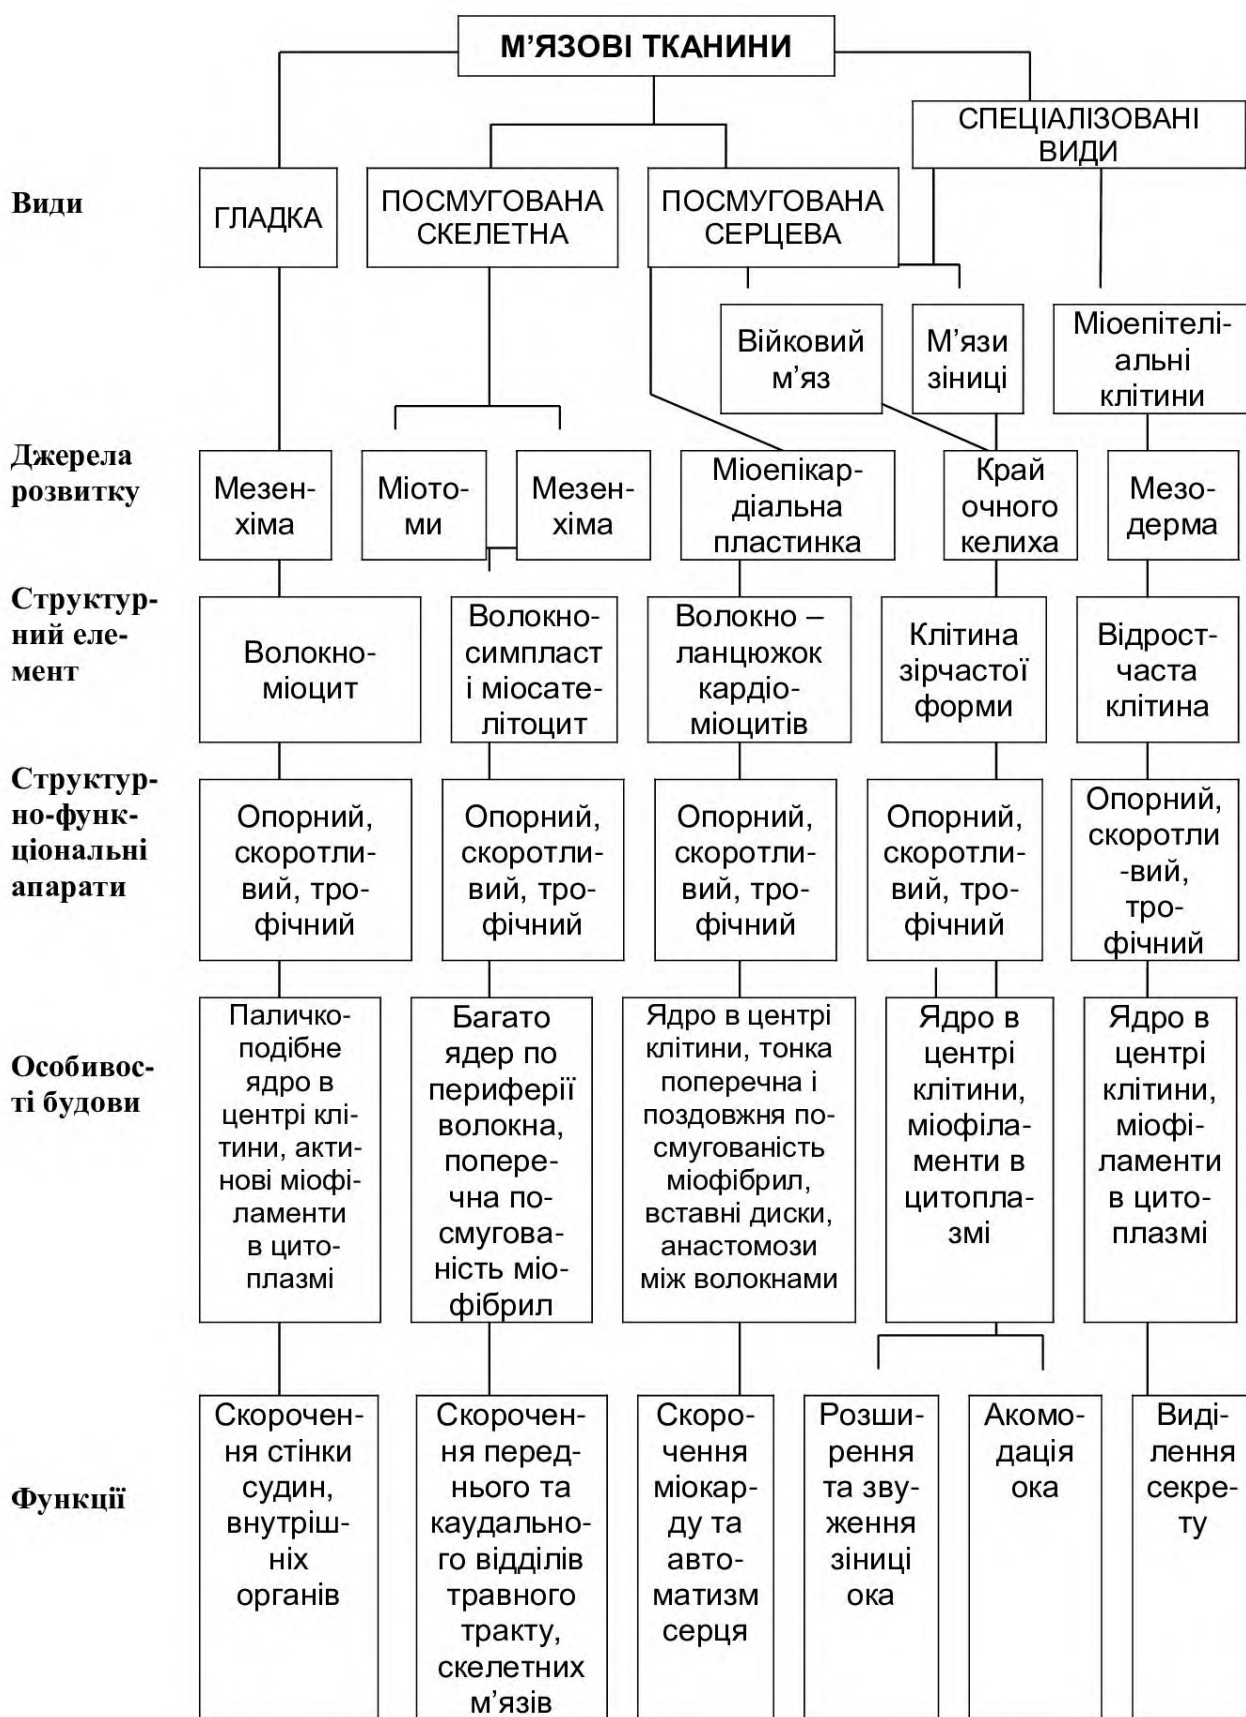 М’ЯЗОВІ ТКАНИНИ
СПЕЦІАЛІЗОВАНІ
ВИДИ
Види
ГЛАДКА
ПОСМУГОВАНА
СКЕЛЕТНА
ПОСМУГОВАНА
СЕРЦЕВА
Війковий
м’яз
М’язи
зіниці
Міоепітелі-
альні
клітини
Джерела
розвитку
Мезен-
хіма
Міото-
ми
Мезен-
хіма
Міоепікар-
діальна
пластинка
Край
очного
келиха
Мезо-
дерма
Структур-
ний еле-
мент
Волокно-
міоцит
Волокно-
симпласт
і міосате-
літоцит
Волокно –
ланцюжок
кардіо-
міоцитів
Клітина
зірчастої
форми
Відрост-
часта
клітина
Структур-
но-функ-
ціональні
апарати
Опорний,
скоротли-
вий, тро-
фічний
Опорний,
скоротли-
вий, тро-
фічний
Опорний,
скоротли-
вий, тро-
фічний
Опорний,
скоротли-
вий, тро-
фічний
Опорний,
скоротли
-вий,
тро-
фічний
Особивос-
ті будови
Паличко-
подібне
ядро в
центрі клі-
тини, акти-
нові міофі-
ламенти
в цито-
плазмі
Багато
ядер по
периферії
волокна,
попере-
чна по-
смугова-
ність міо-
фібрил
Ядро в центрі
клітини, тонка
поперечна і
поздовжня по-
смугованість
міофібрил,
вставні диски,
анастомози
між волокнами
Ядро в
центрі
клітини,
міофіла-
менти в
цитопла-
змі
Ядро в
центрі
клітини,
міофі-
ламенти
в цито-
плазмі
Функції
Скорочен-
ня стінки
судин,
внутріш-
ніх
органів
Скорочен-
ня перед-
нього та
каудально-
го відділів
травного
тракту,
скелетних
м’язів
Скоро-
чення
міокар-
ду та
авто-
матизм
серця
Розши-
рення
та зву-
ження
зіниці
ока
Акомо-
дація
ока
Виді-
лення
секре-
ту